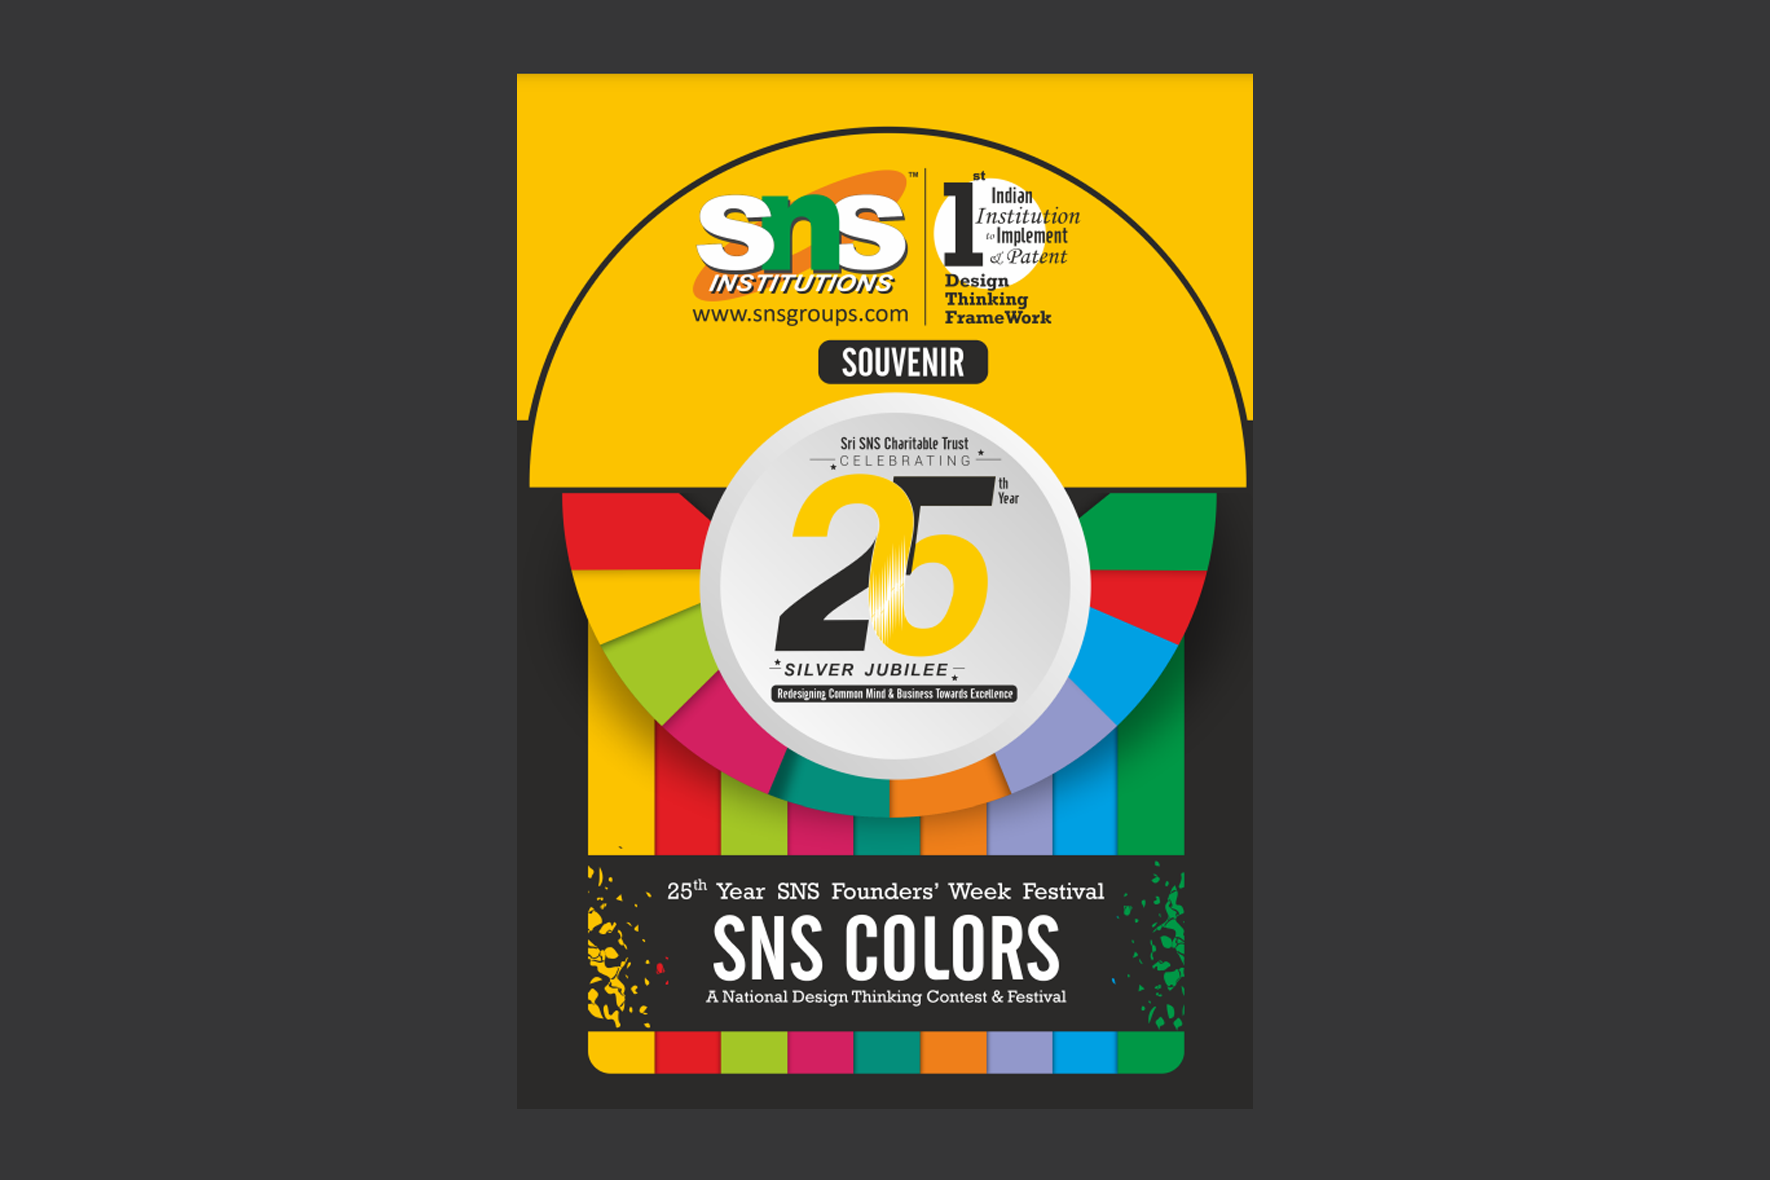 sns™
INSTITUTIONS
www.snsgroups.com
1st
Indian
Institution
to Implement
& Patent
Design
Thinking
FrameWork
SOUVENIR
Sri SNS Charitable Trust
CELEBRATING
25th
Year
SILVER JUBILEE
Redesigning Common Mind & Business Towards Excellence
25th Year SNS Founders' Week Festival
SNS COLORS
A National Design Thinking Contest & Festival